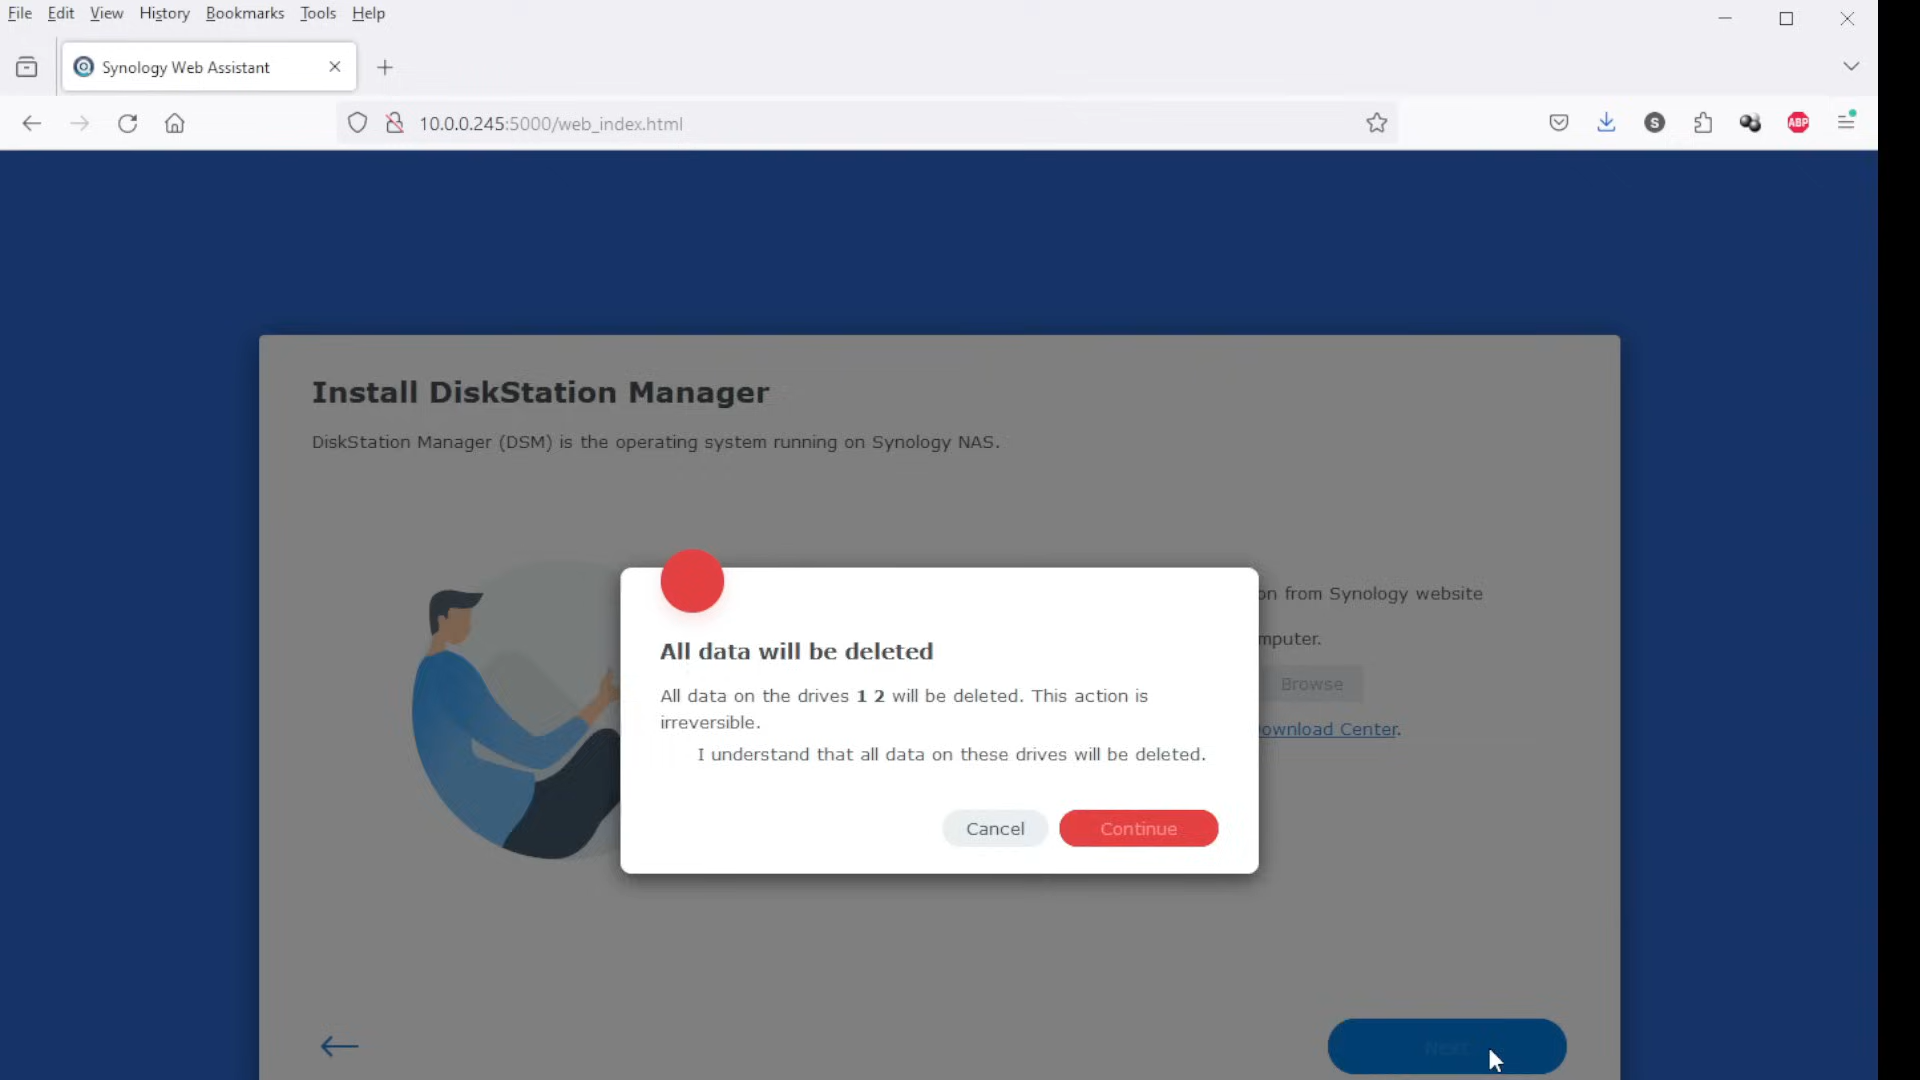 File Edit View History Bookmarks Tools Help
Synology Web Assistant
10.0.0.245:5000/web_index.html
S
ABP
Install DiskStation Manager
DiskStation Manager (DSM) is the operating system running on Synology NAS.
on from Synology website
mputer.
Browse
ownload Center.
All data will be deleted
All data on the drives 1 2 will be deleted. This action is
irreversible.
I understand that all data on these drives will be deleted.
Cancel Continue
Next